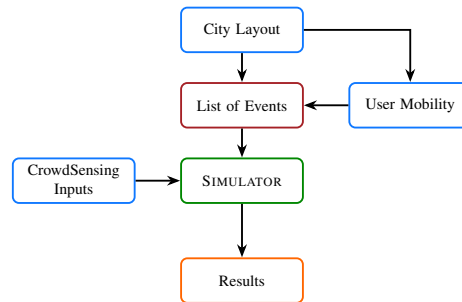 City Layout
List of Events
User Mobility
CrowdSensing
Inputs
SIMULATOR
Results